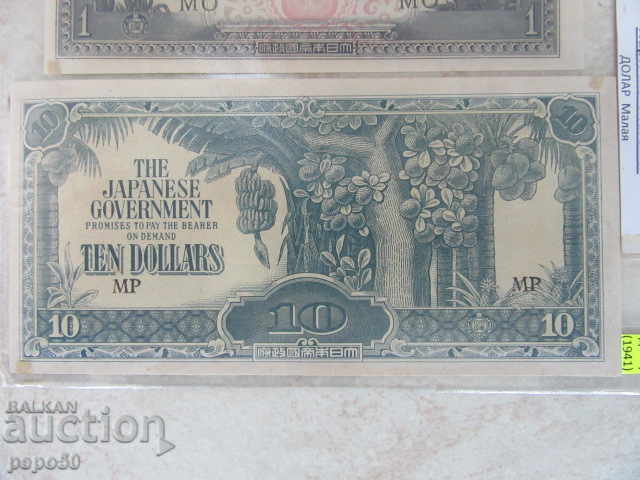 1 MO MO 1
府政國帝本日大
10 10
THE
JAPANESE
GOVERNMENT
PROMISES TO PAY THE BEARER
ON DEMAND
TEN DOLLARS
MP MP
10 10 10
府政國帝本日大
ДОЛАР Малая
(1941)
BALKAN
auction
papo50